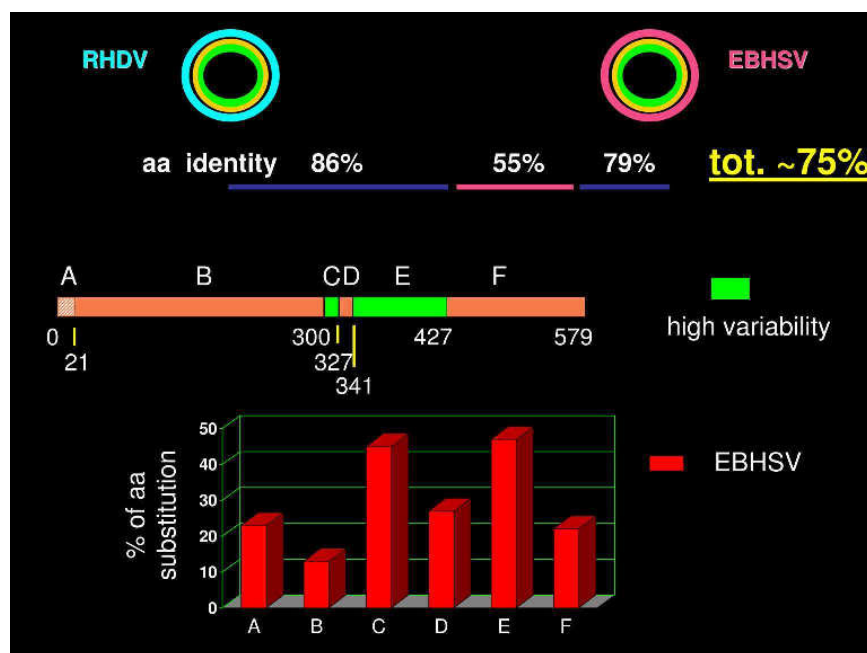 RHDV
EBHSV
aa identity 86% 55% 79% tot. ~75%
A B C D E F
0 300 427 579
21 327
341
high variability
50
40
30
20
10
0
% of aa
substitution
A B C D E F
EBHSV